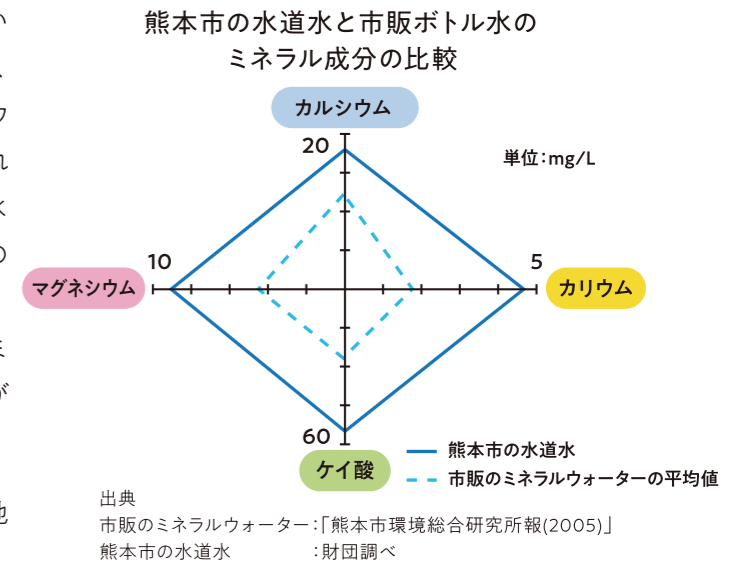 熊本市の水道水と市販ボトル水の
ミネラル成分の比較
カルシウム
20
単位:mg/L
10
5
マグネシウム
カリウム
60
ケイ酸
熊本市の水道水
市販のミネラルウォーターの平均値
出典
市販のミネラルウォーター:「熊本市環境総合研究所報(2005)」
熊本市の水道水 :財団調べ
の
が